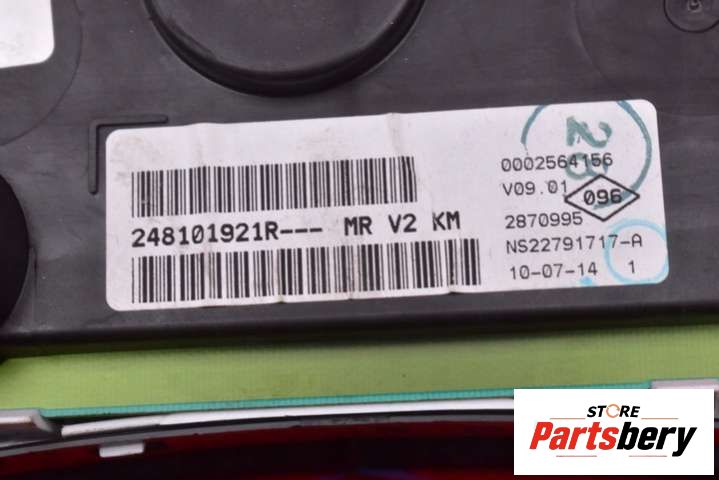 248101921R--- MR V2 KM
0002564156
V09.01
096
2870995
NS22791717-A
10-07-14 1
STORE
Partsbery